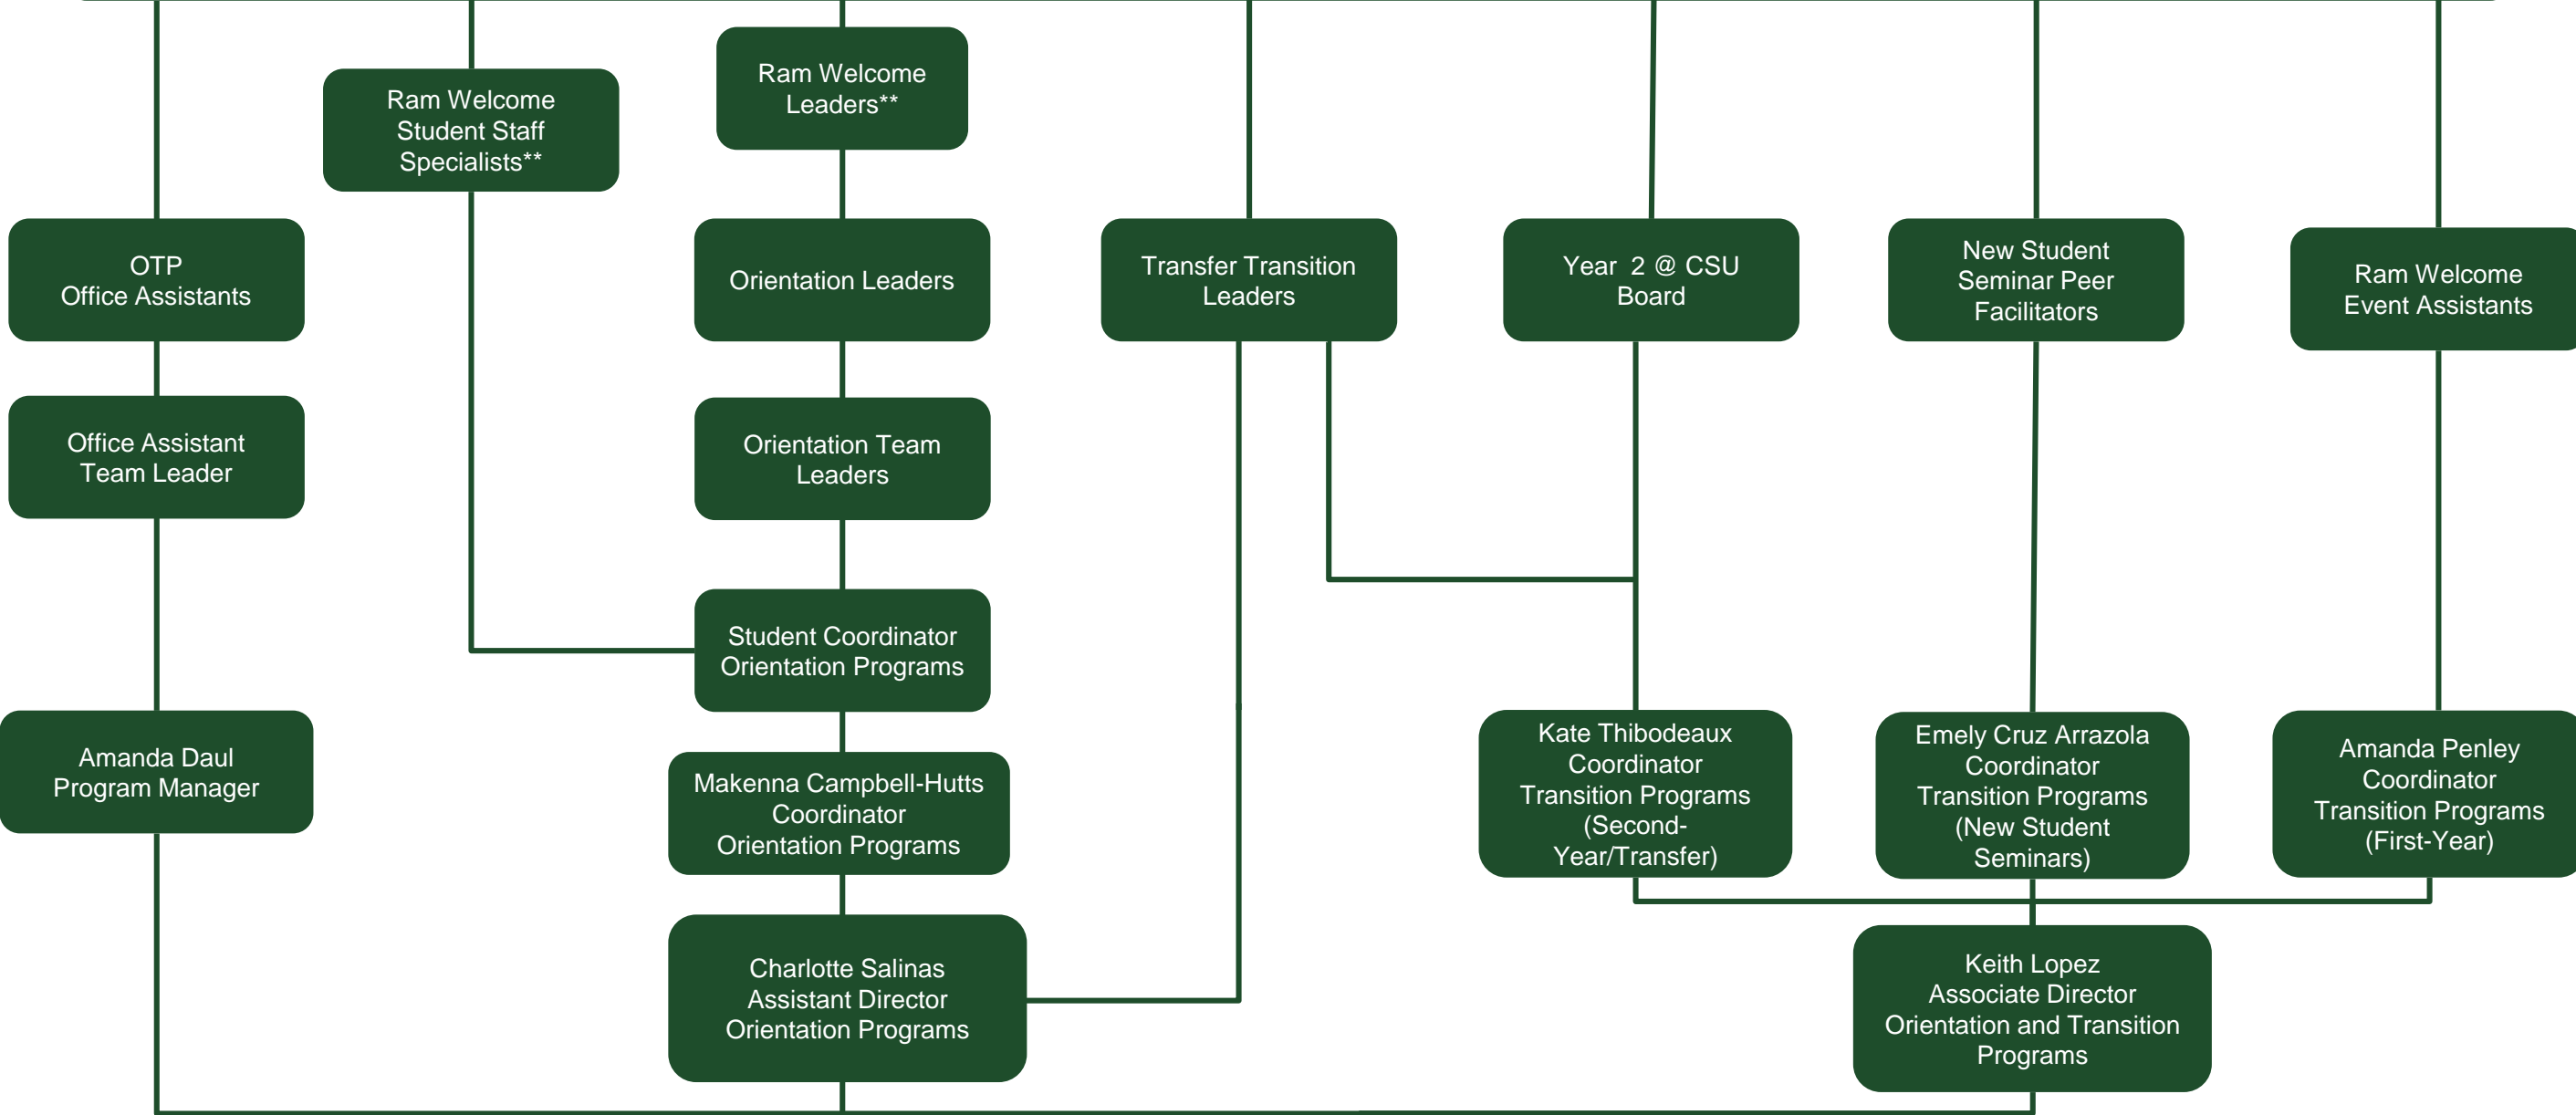 Ram Welcome
Leaders**
Ram Welcome
Student Staff
Specialists**
OTP
Office Assistants
Orientation Leaders
Transfer Transition
Leaders
Year 2 @ CSU
Board
New Student
Seminar Peer
Facilitators
Ram Welcome
Event Assistants
Office Assistant
Team Leader
Orientation Team
Leaders
Student Coordinator
Orientation Programs
Amanda Daul
Program Manager
Makenna Campbell-Hutts
Coordinator
Orientation Programs
Kate Thibodeaux
Coordinator
Transition Programs
(Second-
Year/Transfer)
Emely Cruz Arrazola
Coordinator
Transition Programs
(New Student
Seminars)
Amanda Penley
Coordinator
Transition Programs
(First-Year)
Charlotte Salinas
Assistant Director
Orientation Programs
Keith Lopez
Associate Director
Orientation and Transition
Programs